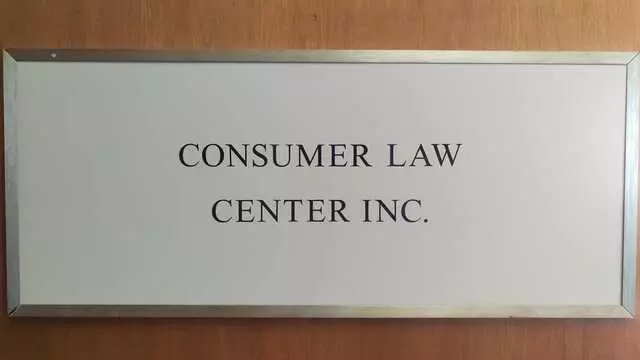 CONSUMER LAW
CENTER INC.